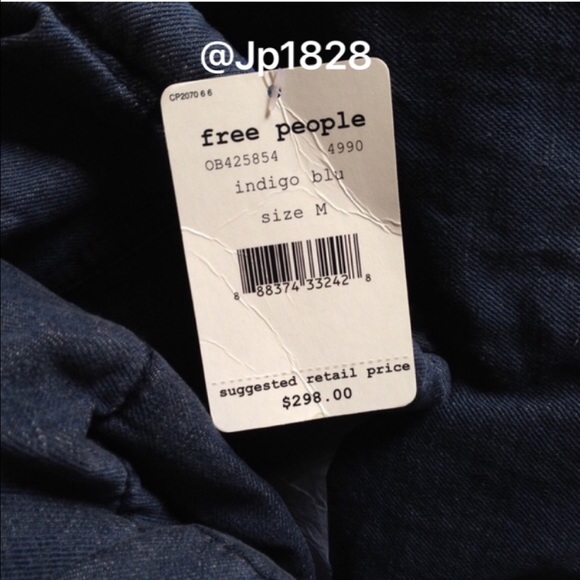 @Jp1828
CP2070 6 6
free people
OB425854 4990
indigo blu
size M
8 88374 33242 8
suggested retail price
$298.00